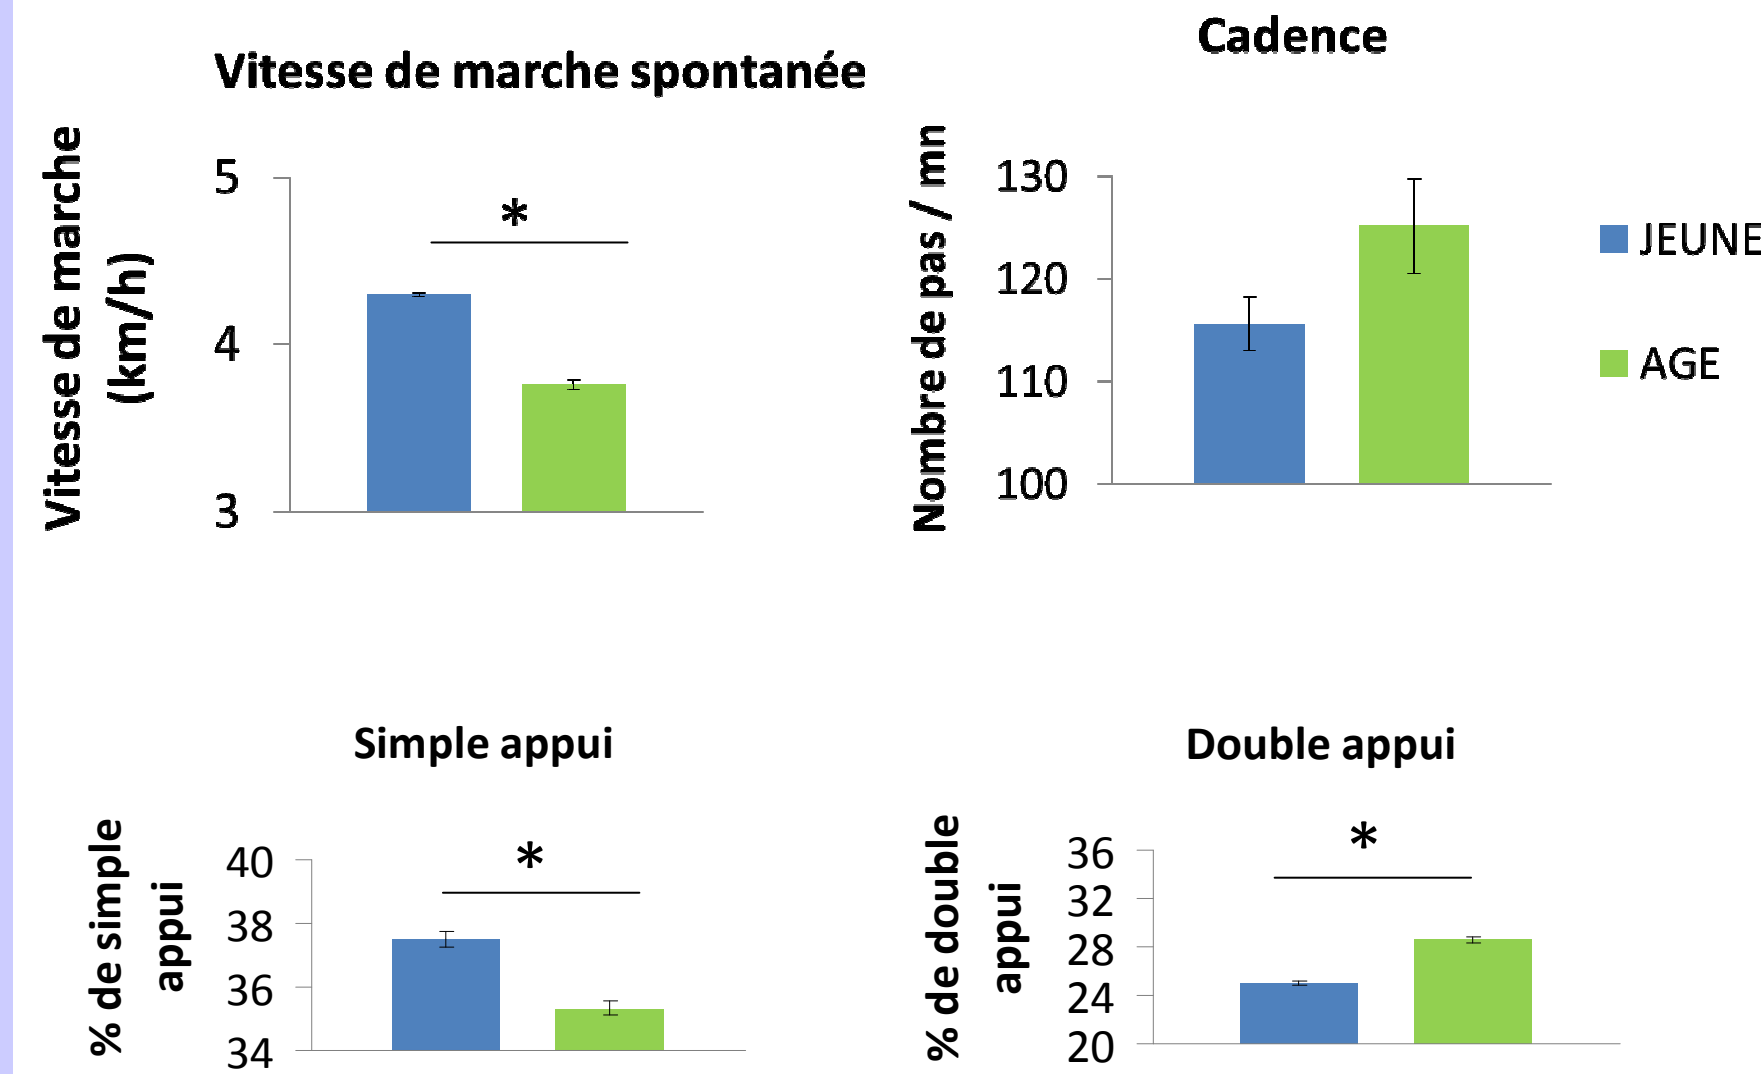 Vitesse de marche spontanée
Vitesse de marche
(km/h)
5
4
3
*
Cadence
Nombre de pas / mn
130
120
110
100
JEUNE
AGE
Simple appui
% de simple
appui
40
38
36
34
*
Double appui
% de double
appui
36
32
28
24
20
*